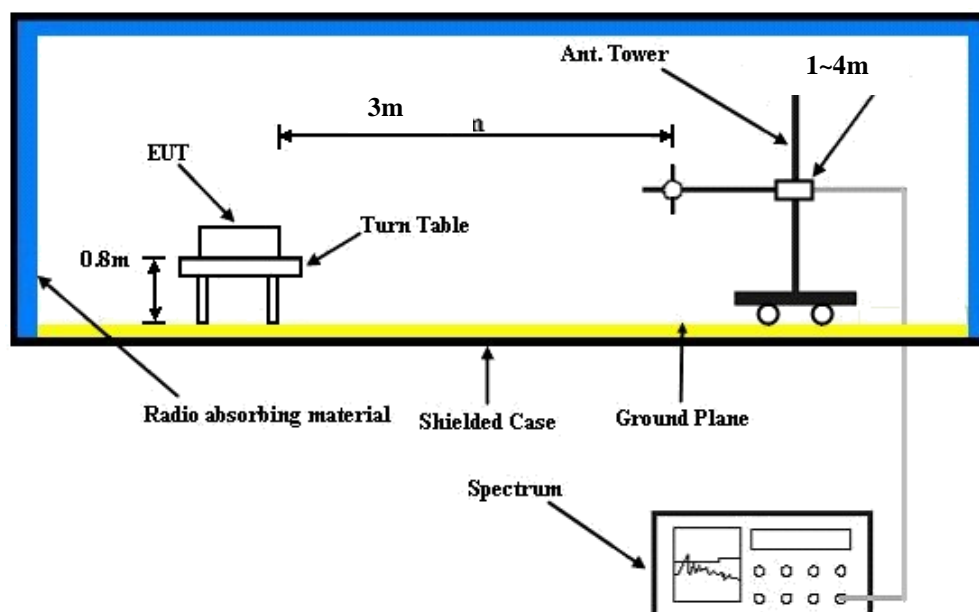 Ant. Tower
1~4m
3m
n
EUT
Turn Table
0.8m
Radio absorbing material
Shielded Case
Ground Plane
Spectrum